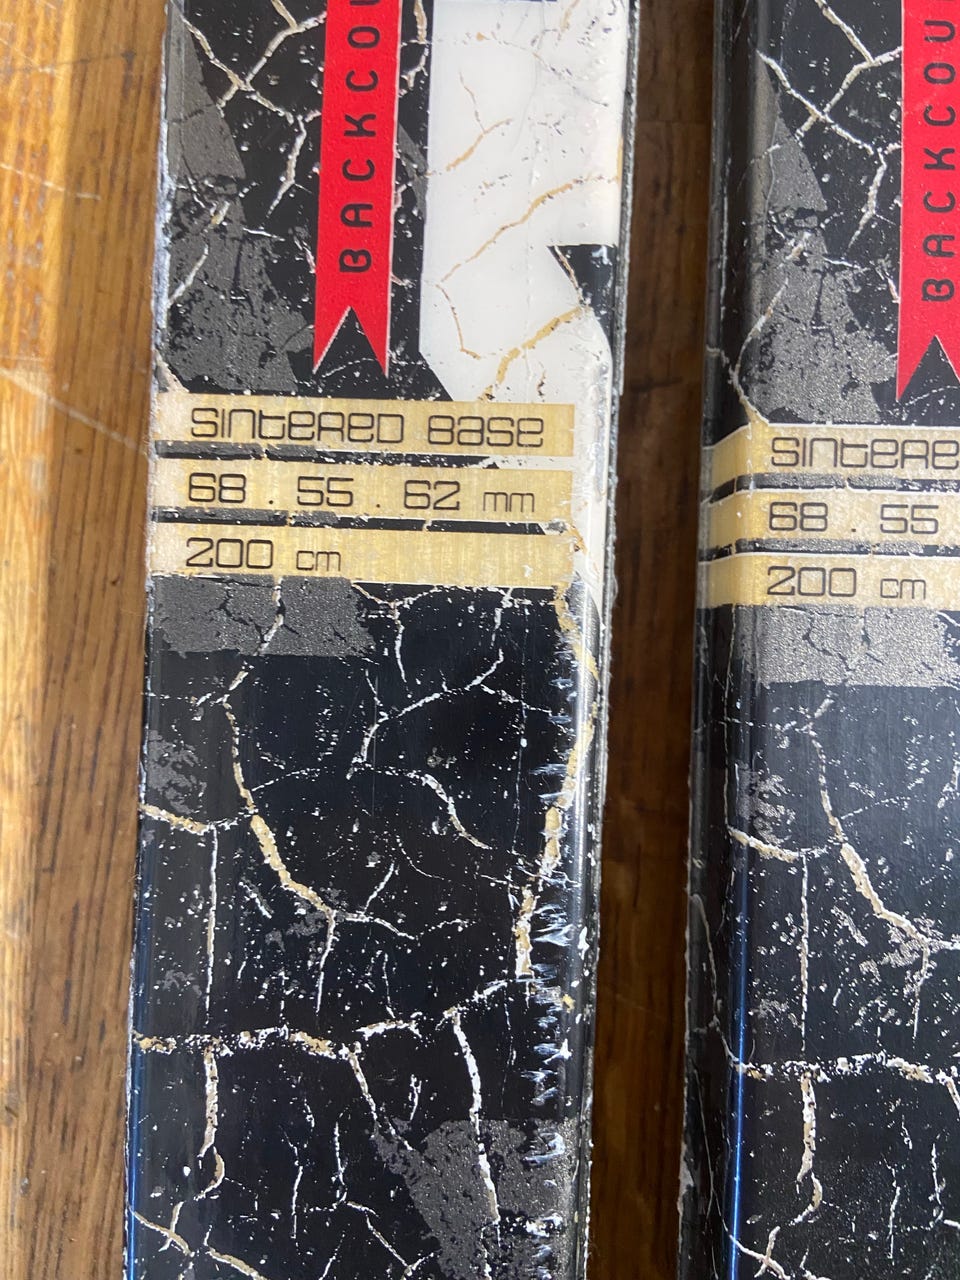 BACKCOU
SINTERED BASE
68 . 55 . 62 mm
200 cm
BACKCOU
SINTERE
68 . 55
200 cm